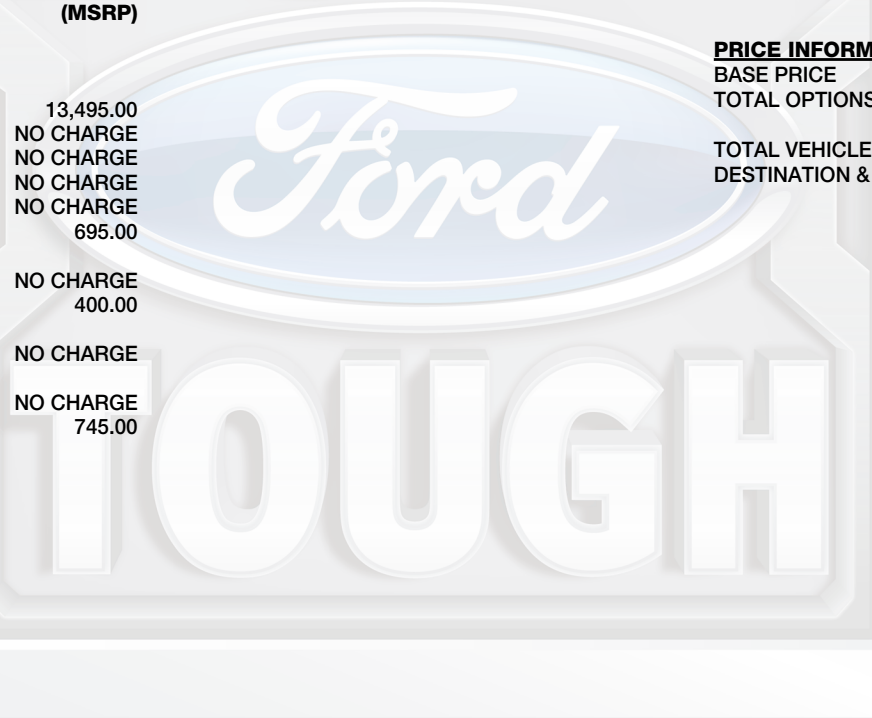 (MSRP)
13,495.00
NO CHARGE
NO CHARGE
NO CHARGE
NO CHARGE
695.00
NO CHARGE
400.00
NO CHARGE
NO CHARGE
745.00
PRICE INFORM
BASE PRICE
TOTAL OPTIONS
TOTAL VEHICLE
DESTINATION &
Ford
TOUGH